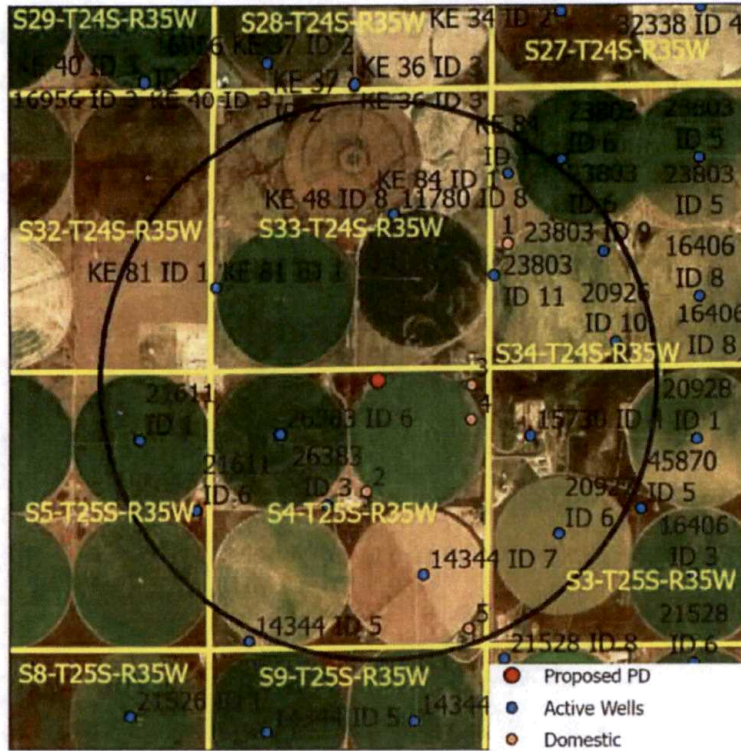 S29-T24S-R35W
S28-T24S-R35W
KE 34 ID 2
32338 ID 4
S27-T24S-R35W
KE 37 ID 2
KE 40 ID 1
KE 36 ID 3
KE 37
16956 ID 3
KE 40 ID 3
ID 2
KE 36 ID 3
KE 84
23803
ID 6
23803
ID 5
KE 84 ID 1
23803
ID 6
23803
ID 5
KE 48 ID 8
11780 ID 8
S32-T24S-R35W
S33-T24S-R35W
1
23803 ID 9
KE 81 ID 1
KE 81 ID 1
23803
ID 11
16406
ID 8
20926
ID 10
16406
ID 8
S34-T24S-R35W
3
21611
ID 1
26983 ID 6
4
15730 ID 4
20928
ID 1
21611
ID 6
26383
ID 3
2
45870
ID 5
S5-T25S-R35W
S4-T25S-R35W
ID 6
16406
ID 3
14344 ID 7
S3-T25S-R35W
14344 ID 5
5
21528 ID 8
21528
ID 6
S8-T25S-R35W
S9-T25S-R35W
14344 ID 5
14344
Proposed PD
Active Wells
Domestic